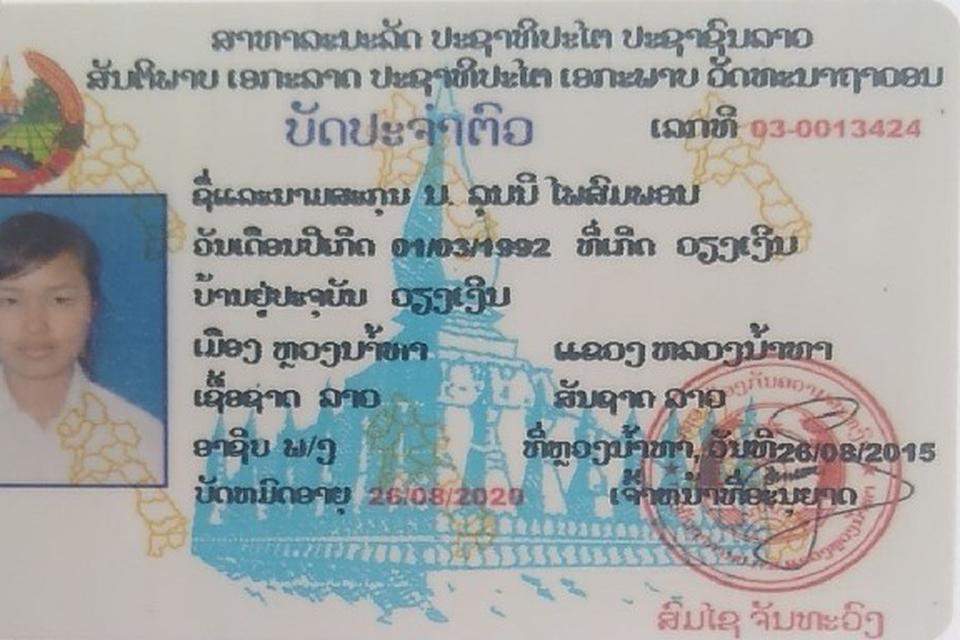 ສາທາລະນະລັດ ປະຊາທິປະໄຕ ປະຊາຊົນລາວ
ສັນຕິພາບ ເອກະລາດ ປະຊາທິປະໄຕ ເອກະພາບ ວັດທະນາຖາວອນ
ບັດປະຈຳຕົວ ເລກທີ 03-0013424
ຊື່ແລະນາມສະກຸນ ນ. ລຸນນີ ໄພສົມພອນ
ວັນເດືອນປີເກີດ 01/03/1992 ທີ່ເກີດ ວຽງເງິນ
ບ້ານຢູ່ປະຈຸບັນ ວຽງເງິນ
ເມືອງ ຫຼວງນ້ຳທາ ແຂວງ ຫລວງນ້ຳທາ
ເຊື້ອຊາດ ລາວ ສັນຊາດ ລາວ
ອາຊີບ ພ/ງ ທີ່ຫຼວງນ້ຳທາ, ວັນທີ26/08/2015
ບັດຫມົດອາຍຸ 26/08/2020 ເຈົ້າຫນ້າທີ່ອະນຸຍາດ
ສົມໄຊ ຈັນທະວົງ